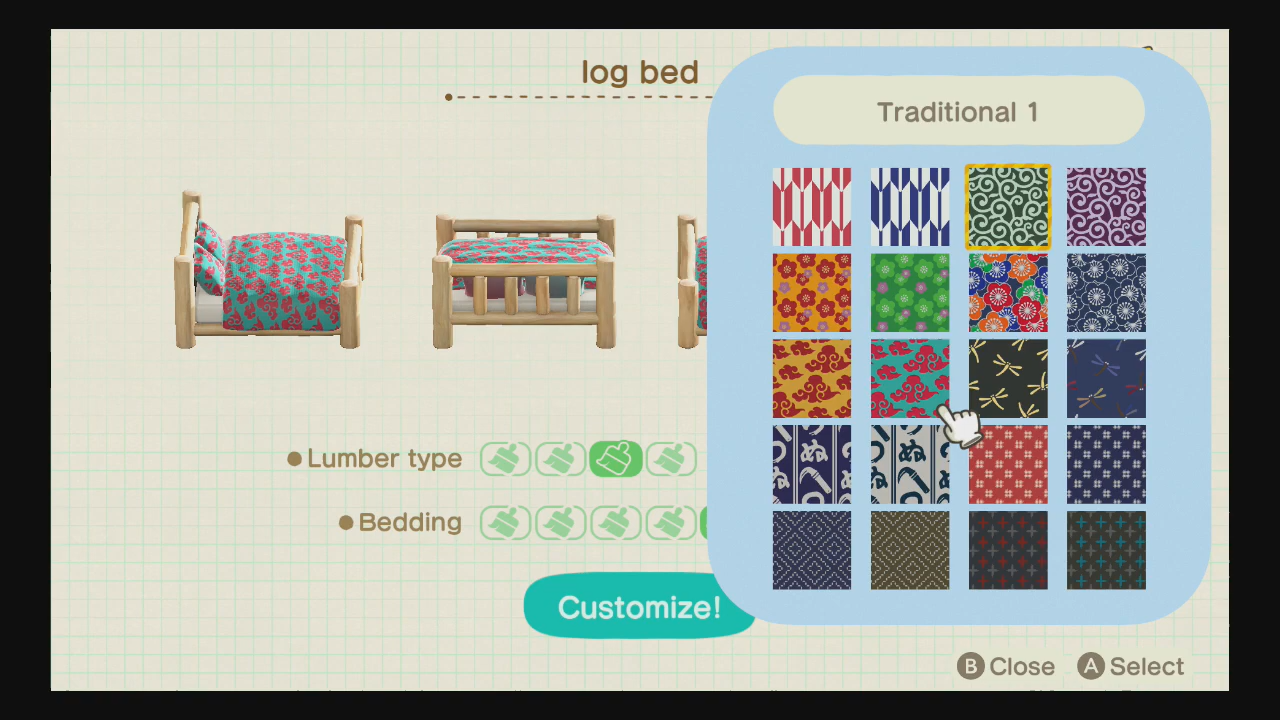 log bed
Traditional 1
Lumber type
Bedding
Customize!
B Close A Select